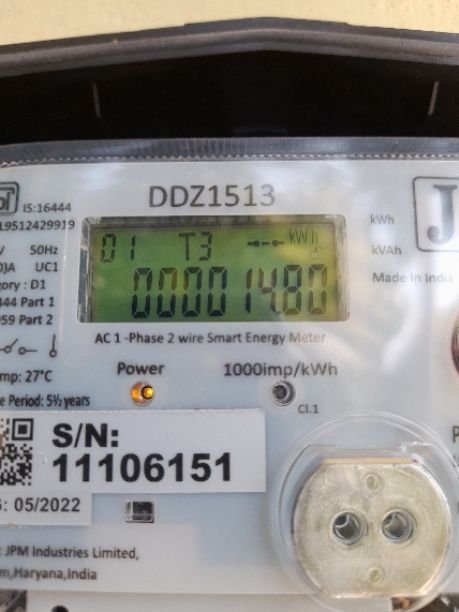 IS:16444
DDZ1513
19512429919
kWh
50Hz
01 T3 kWh
00001480
UC1
kVAh
gory : D1
Made In India
444 Part 1
959 Part 2
AC 1 -Phase 2 wire Smart Energy Meter
mp: 27°C
Power
1000imp/kWh
e Period: 5½ years
Cl.1
S/N:
11106151
G: 05/2022
: JPM Industries Limited,
m,Haryana,India